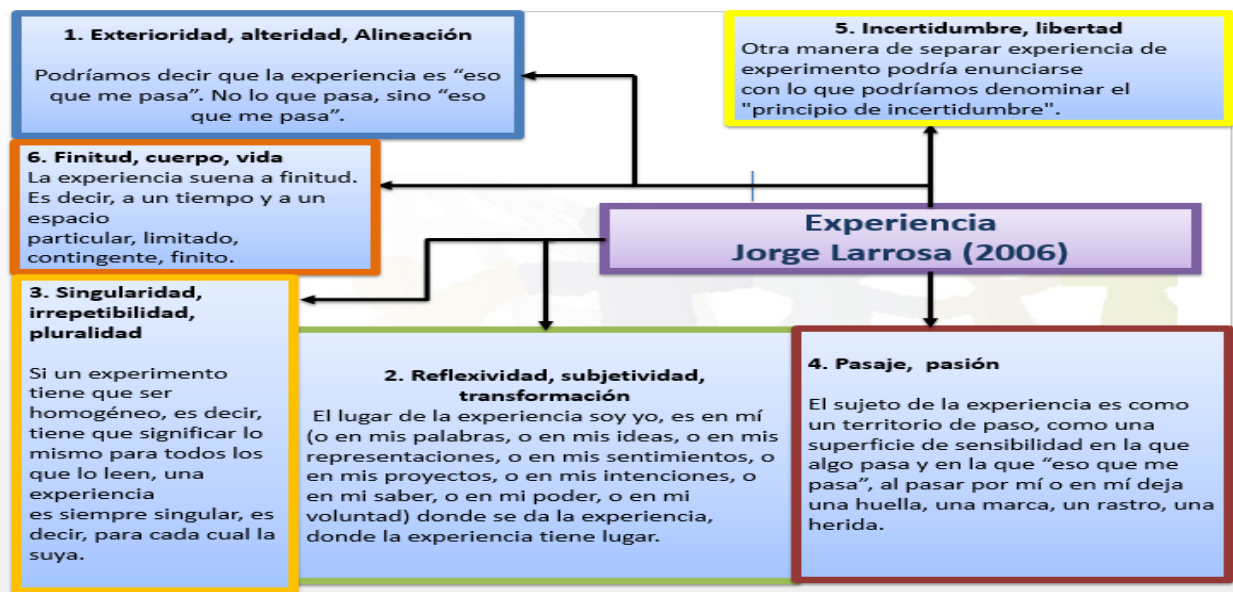 1. Exterioridad, alteridad, Alineación
Podríamos decir que la experiencia es “eso
que me pasa”. No lo que pasa, sino “eso
que me pasa”.
5. Incertidumbre, libertad
Otra manera de separar experiencia de
experimento podría enunciarse
con lo que podríamos denominar el
"principio de incertidumbre".
6. Finitud, cuerpo, vida
La experiencia suena a finitud.
Es decir, a un tiempo y a un
espacio
particular, limitado,
contingente, finito.
Experiencia
Jorge Larrosa (2006)
3. Singularidad,
irrepetibilidad,
pluralidad
Si un experimento
tiene que ser
homogéneo, es decir,
tiene que significar lo
mismo para todos los
que lo leen, una
experiencia
es siempre singular, es
decir, para cada cual la
suya.
2. Reflexividad, subjetividad,
transformación
El lugar de la experiencia soy yo, es en mí
(o en mis palabras, o en mis ideas, o en mis
representaciones, o en mis sentimientos, o
en mis proyectos, o en mis intenciones, o
en mi saber, o en mi poder, o en mi
voluntad) donde se da la experiencia,
donde la experiencia tiene lugar.
4. Pasaje, pasión
El sujeto de la experiencia es como
un territorio de paso, como una
superficie de sensibilidad en la que
algo pasa y en la que “eso que me
pasa”, al pasar por mí o en mí deja
una huella, una marca, un rastro, una
herida.